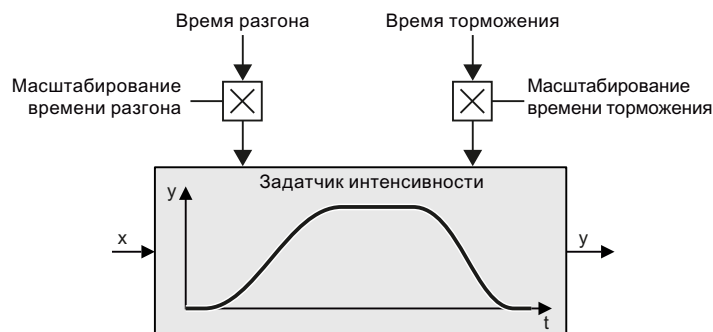 Время разгона
Время торможения
Масштабирование
времени разгона
Масштабирование
времени торможения
Задатчик интенсивности
y
x
y
t